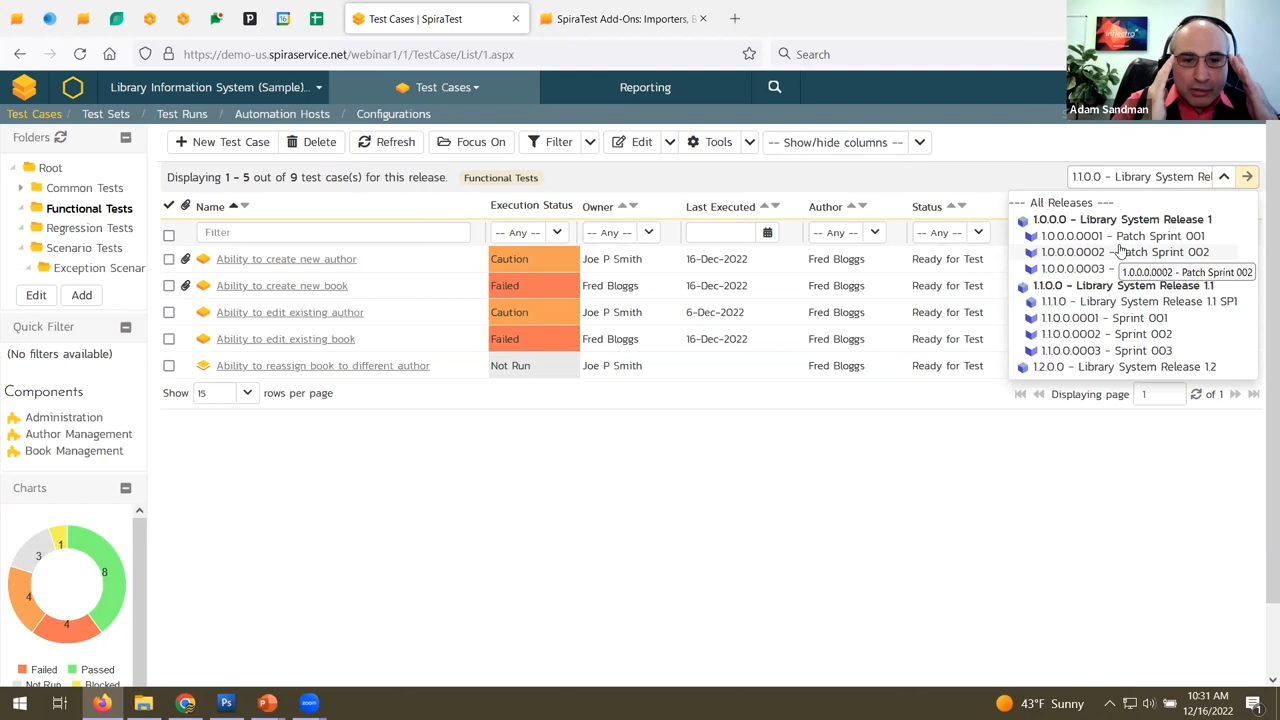 Test Cases | SpiraTest
SpiraTest Add-Ons: Importers, E
https://demo-us.spiraservice.net/webinar1/1/TestCase/List/1.aspx
Search
inflectra
Adam Sandman
Library Information System (Sample)...
Test Cases
Reporting
Test Cases / Test Sets / Test Runs / Automation Hosts / Configurations
Folders
New Test Case
Delete
Refresh
Focus On
Filter
Edit
Tools
-- Show/hide columns --
Root
Common Tests
Functional Tests
Regression Tests
Scenario Tests
Exception Scenar
Edit
Add
Quick Filter
(No filters available)
Components
Administration
Author Management
Book Management
Charts
1
3
8
4
4
Failed
Passed
Not Run
Blocked
Displaying 1 - 5 out of 9 test case(s) for this release.
Functional Tests
1.1.0.0 - Library System Rel
Name
Execution Status
Owner
Last Executed
Author
Status
Filter
-- Any --
-- Any --
-- Any --
-- Any --
Ability to create new author Caution Joe P Smith 16-Dec-2022 Fred Bloggs Ready for Test
Ability to create new book Failed Fred Bloggs 16-Dec-2022 Fred Bloggs Ready for Test
Ability to edit existing author Caution Joe P Smith 6-Dec-2022 Fred Bloggs Ready for Test
Ability to edit existing book Failed Fred Bloggs 16-Dec-2022 Fred Bloggs Ready for Test
Ability to reassign book to different author Not Run Joe P Smith Fred Bloggs Ready for Test
Show 15 rows per page
Displaying page 1 of 1
--- All Releases ---
1.0.0.0 - Library System Release 1
1.0.0.0.0001 - Patch Sprint 001
1.0.0.0.0002 - Patch Sprint 002
1.0.0.0.0003 -
1.0.0.0.0002 - Patch Sprint 002
1.1.0.0 - Library System Release 1.1
1.1.1.0 - Library System Release 1.1 SP1
1.1.0.0.0001 - Sprint 001
1.1.0.0.0002 - Sprint 002
1.1.0.0.0003 - Sprint 003
1.2.0.0 - Library System Release 1.2
43°F Sunny
10:31 AM
12/16/2022
1